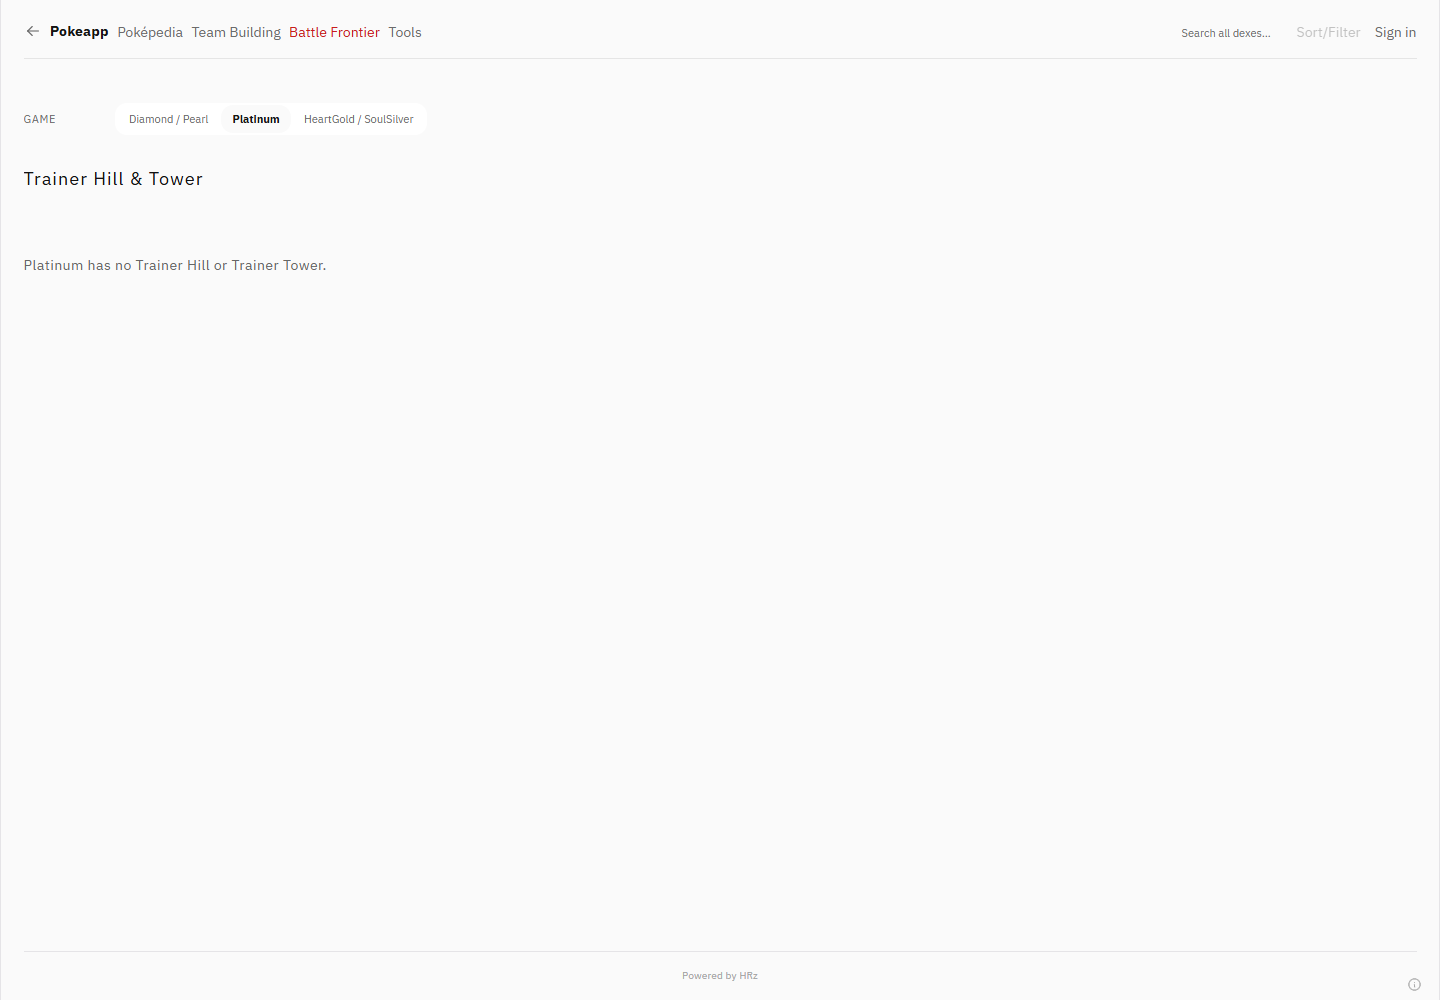 Pokeapp Poképedia Team Building Battle Frontier Tools Search all dexes... Sort/Filter Sign in
GAME Diamond / Pearl Platinum HeartGold / SoulSilver
Trainer Hill & Tower
Platinum has no Trainer Hill or Trainer Tower.
Powered by HRz